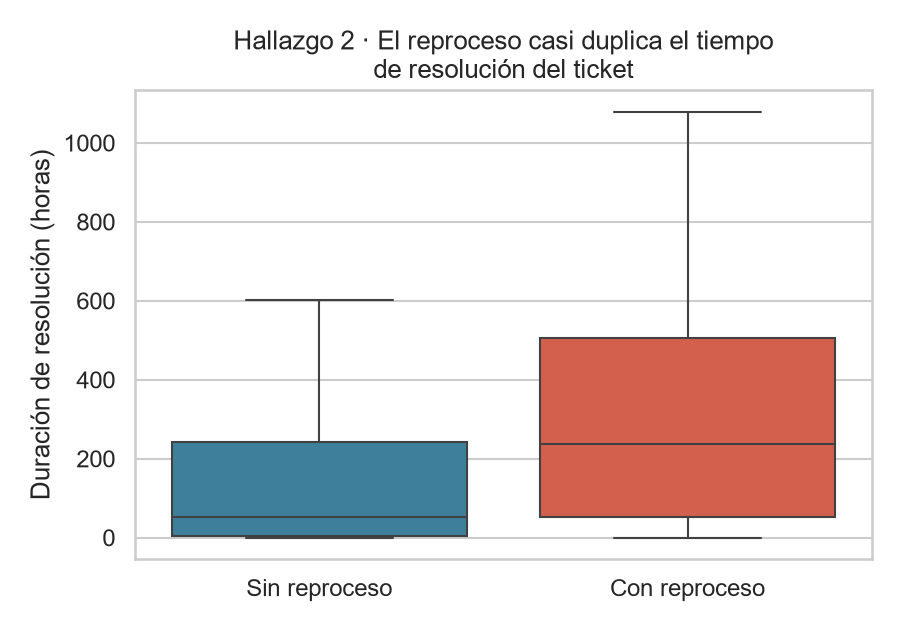 Hallazgo 2 · El reproceso casi duplica el tiempo
de resolución del ticket
Duración de resolución (horas)
1000
800
600
400
200
0
Sin reproceso
Con reproceso